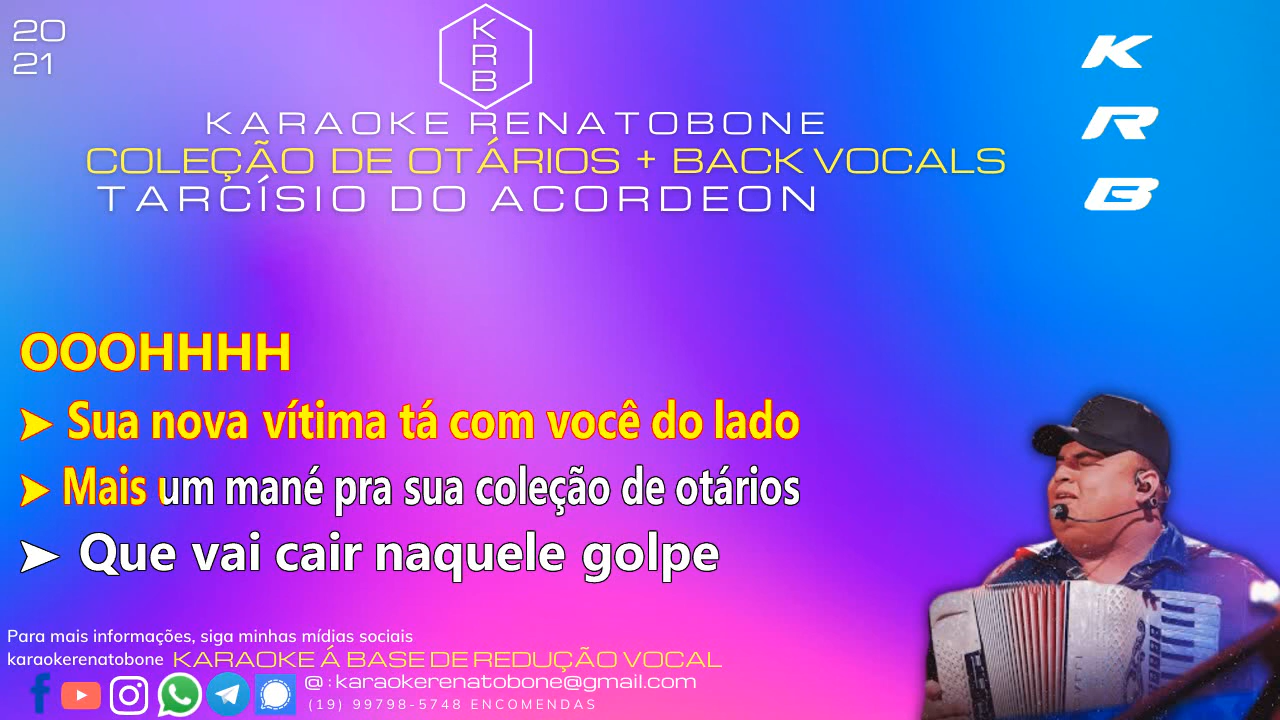 20
21
K
R
B
KARAOKE RENATOBONE
COLEÇÃO DE OTÁRIOS + BACK VOCALS
TARCÍSIO DO ACORDEON
K
R
B
OOOHHHH
➤ Sua nova vítima tá com você do lado
➤ Mais um mané pra sua coleção de otários
➤ Que vai cair naquele golpe
Para mais informações, siga minhas mídias sociais
karaokerenatobone KARAOKE Á BASE DE REDUÇÃO VOCAL
@:karaokerenatobone@gmail.com
(19) 99798-5748 ENCOMENDAS